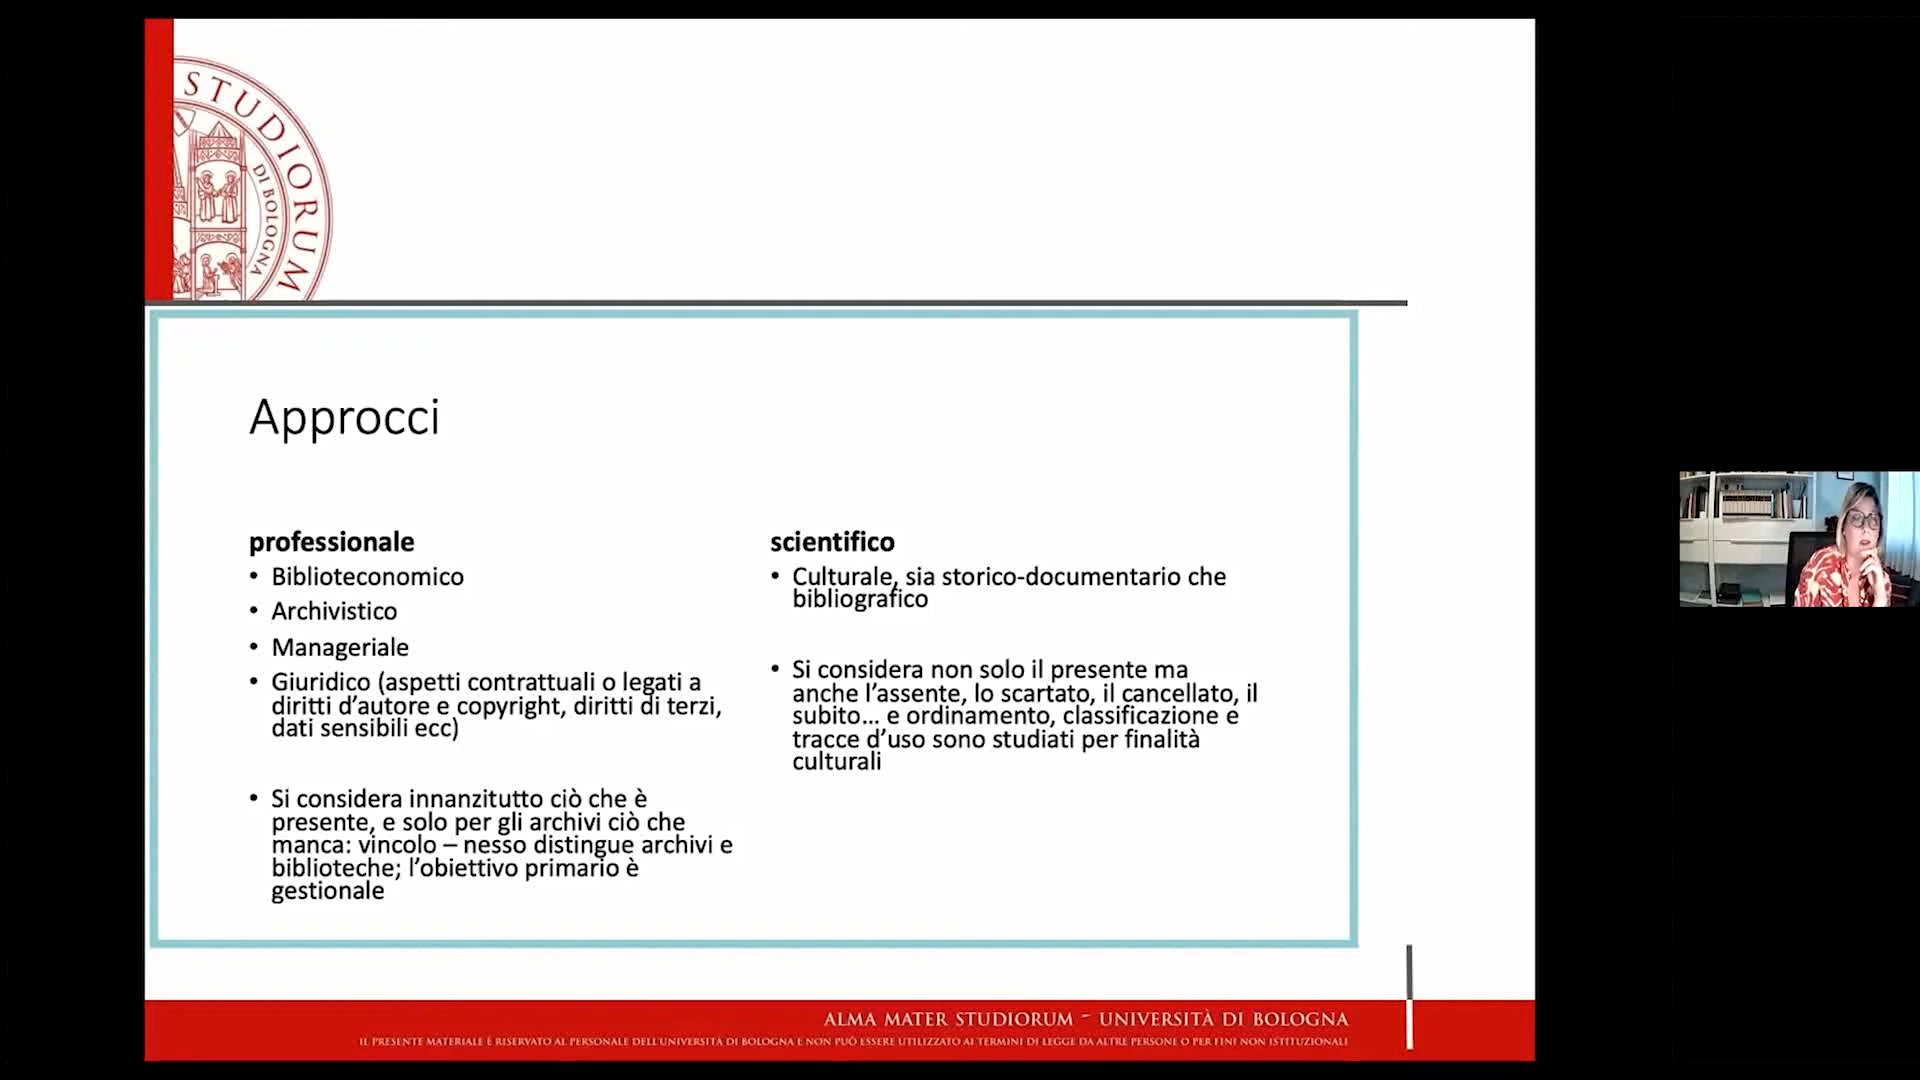 STUDIORUM
DI BOLOGNA
Approcci
professionale
• Biblioteconomico
• Archivistico
• Manageriale
• Giuridico (aspetti contrattuali o legati a
diritti d'autore e copyright, diritti di terzi,
dati sensibili ecc)
• Si considera innanzitutto ciò che è
presente, e solo per gli archivi ciò che
manca: vincolo – nesso distingue archivi e
biblioteche; l'obiettivo primario è
gestionale
scientifico
• Culturale, sia storico-documentario che
bibliografico
• Si considera non solo il presente ma
anche l'assente, lo scartato, il cancellato, il
subito... e ordinamento, classificazione e
tracce d'uso sono studiati per finalità
culturali
ALMA MATER STUDIORUM – UNIVERSITÀ DI BOLOGNA
IL PRESENTE MATERIALE È RISERVATO AL PERSONALE DELL'UNIVERSITÀ DI BOLOGNA E NON PUÒ ESSERE UTILIZZATO AI TERMINI DI LEGGE DA ALTRE PERSONE O PER FINI NON ISTITUZIONALI